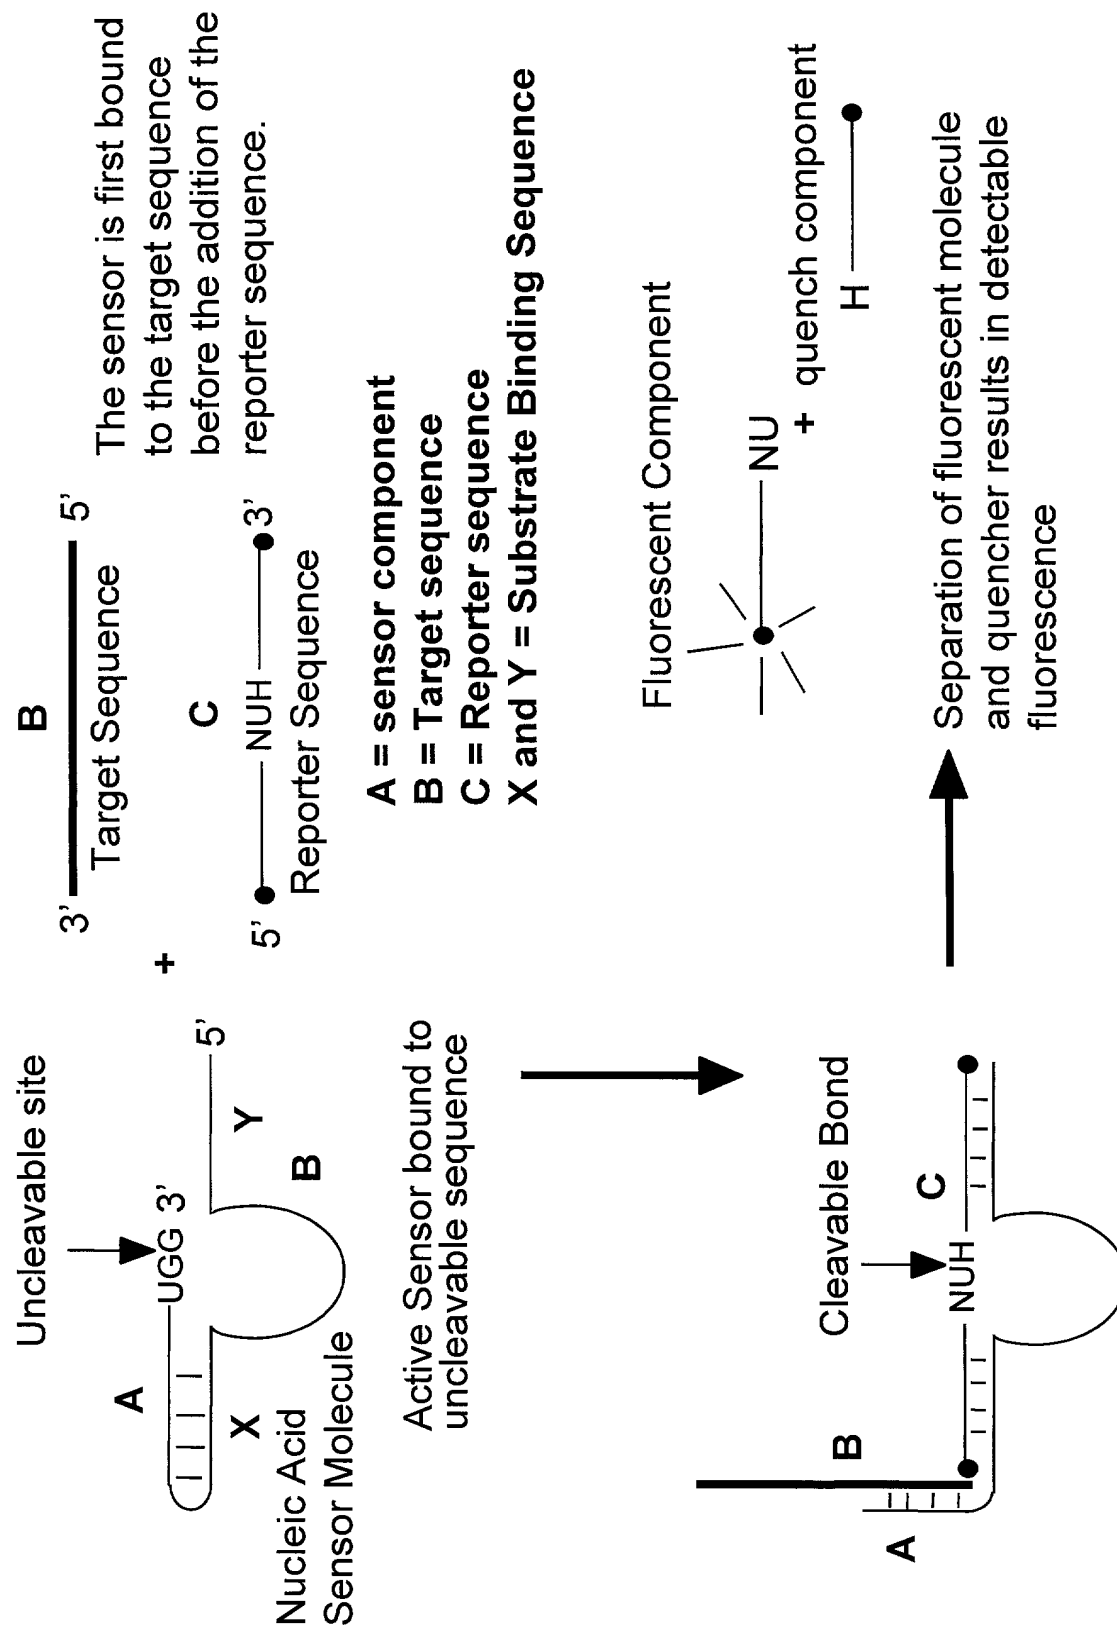 Uncleavable site
UGG 3'
A
X
Y
5'
B
Nucleic Acid
Sensor Molecule
+
B
3'
5'
Target Sequence
C
5'
NUH
3'
Reporter Sequence
The sensor is first bound
to the target sequence
before the addition of the
reporter sequence.
A = sensor component
B = Target sequence
C = Reporter sequence
X and Y = Substrate Binding Sequence
Active Sensor bound to
uncleavable sequence
Cleavable Bond
NUH
C
B
A
Fluorescent Component
NU
+
quench component
H
Separation of fluorescent molecule
and quencher results in detectable
fluorescence